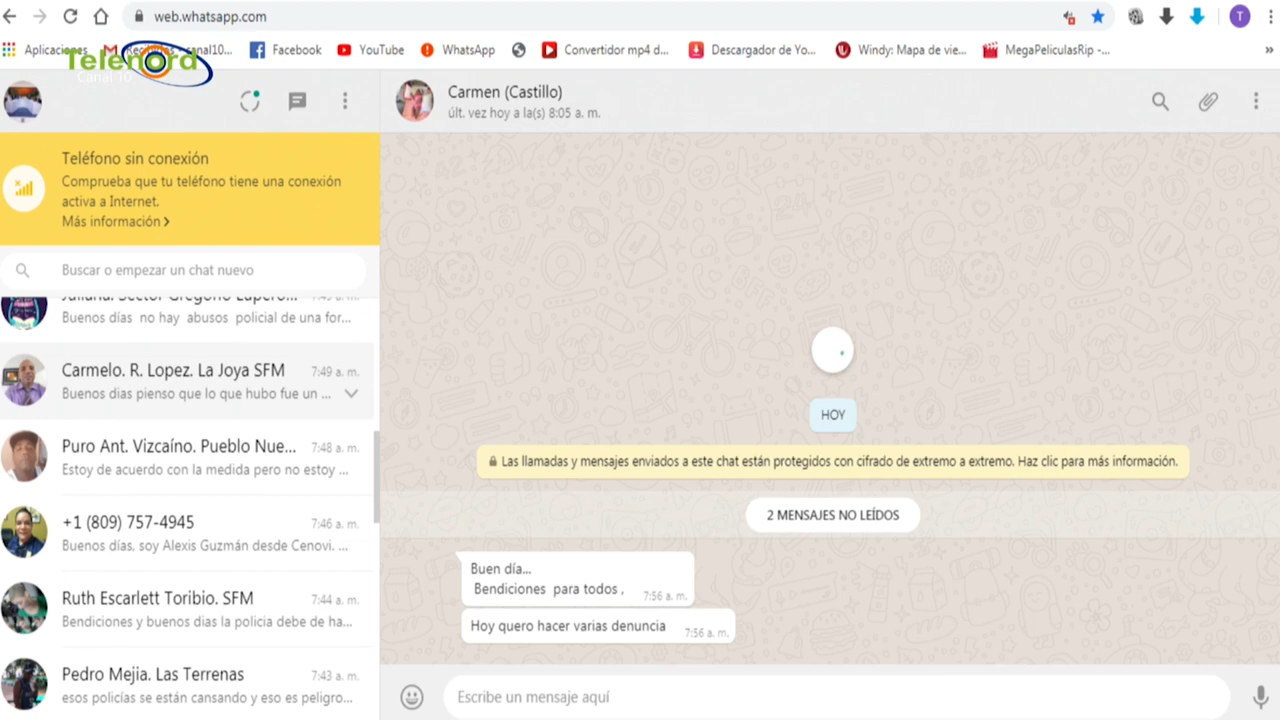 web.whatsapp.com
T
Aplicaciones
Facebook
YouTube
WhatsApp
Convertidor mp4 d...
Descargador de Yo...
Windy: Mapa de vie...
MegaPeliculasRip -...
»
Telenord
Canal 10
Carmen (Castillo)
últ. vez hoy a la(s) 8:05 a. m.
Teléfono sin conexión
Comprueba que tu teléfono tiene una conexión
activa a Internet.
Más información >
Buscar o empezar un chat nuevo
Buenos días no hay abusos policial de una for...
Carmelo. R. Lopez. La Joya SFM
7:49 a. m.
Buenos dias pienso que lo que hubo fue un ...
Puro Ant. Vizcaíno. Pueblo Nue...
7:48 a. m.
Estoy de acuerdo con la medida pero no estoy ...
+1 (809) 757-4945
7:46 a. m.
Buenos días, soy Alexis Guzmán desde Cenovi. ...
Ruth Escarlett Toribio. SFM
7:44 a. m.
Bendiciones y buenos dias la policia debe de ha...
Pedro Mejia. Las Terrenas
7:43 a. m.
esos policías se están cansando y eso es peligro...
HOY
Las llamadas y mensajes enviados a este chat están protegidos con cifrado de extremo a extremo. Haz clic para más información.
2 MENSAJES NO LEÍDOS
Buen día...
Bendiciones para todos ,
7:56 a. m.
Hoy quero hacer varias denuncia
7:56 a. m.
Escribe un mensaje aquí